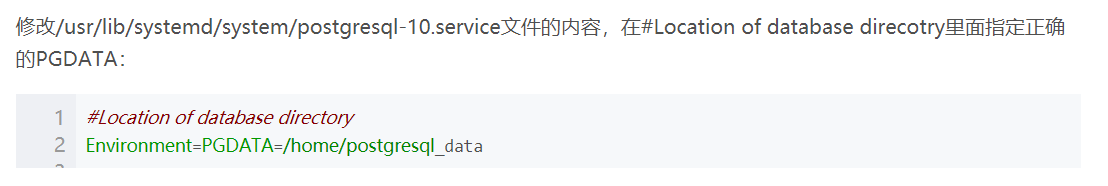 修改/usr/lib/systemd/system/postgresql-10.service文件的内容，在#Location of database direcotry里面指定正确
的PGDATA：
1 #Location of database directory
2 Environment=PGDATA=/home/postgresql_data